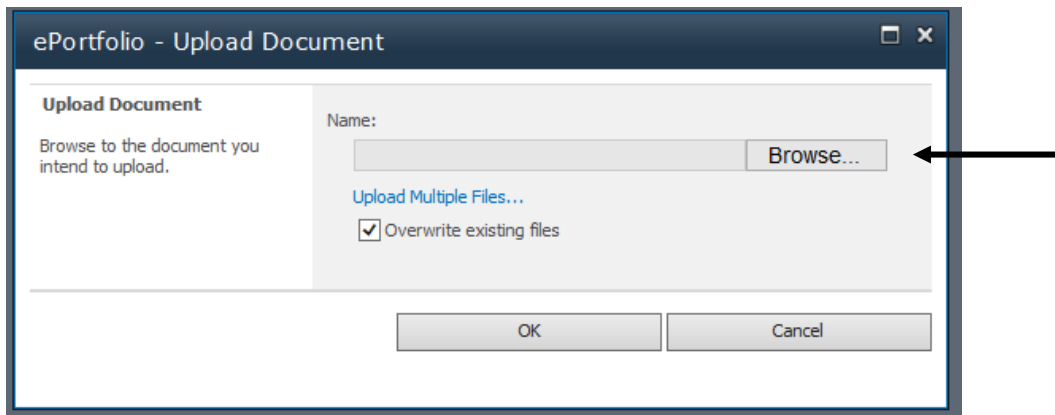 ePortfolio - Upload Document
Upload Document
Browse to the document you
intend to upload.
Name:
Browse...
Upload Multiple Files...
Overwrite existing files
OK
Cancel